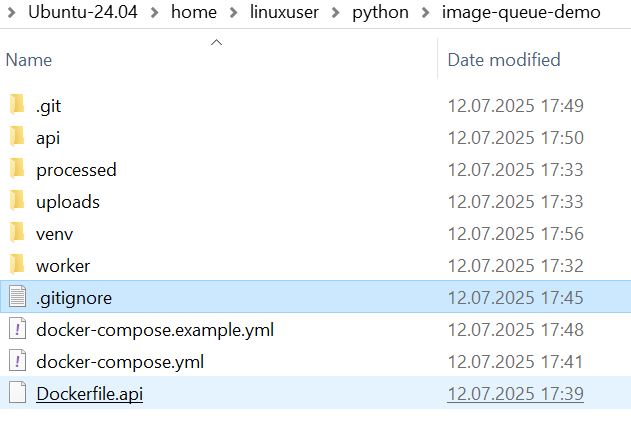 Ubuntu-24.04 > home > linuxuser > python > image-queue-demo
Name Date modified
.git 12.07.2025 17:49
api 12.07.2025 17:50
processed 12.07.2025 17:33
uploads 12.07.2025 17:33
venv 12.07.2025 17:56
worker 12.07.2025 17:32
.gitignore 12.07.2025 17:45
docker-compose.example.yml 12.07.2025 17:48
docker-compose.yml 12.07.2025 17:41
Dockerfile.api 12.07.2025 17:39